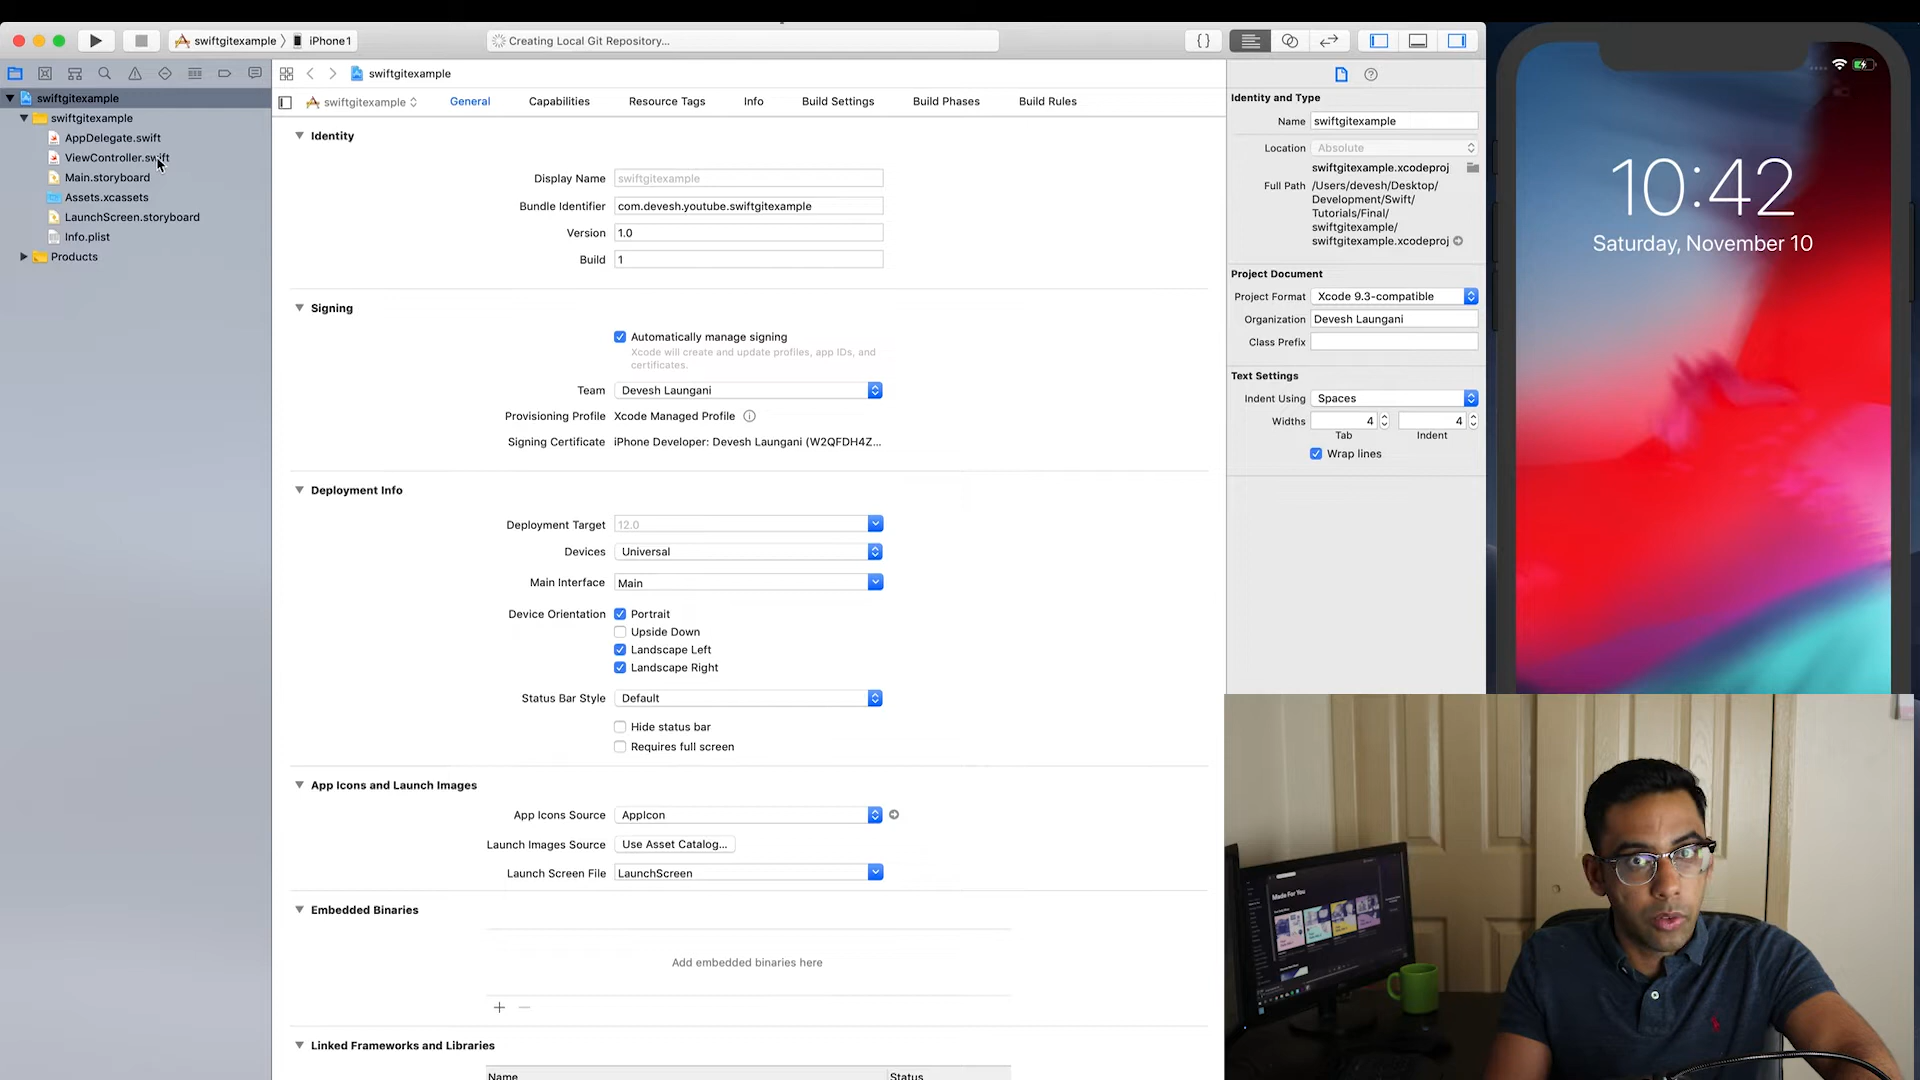 swiftgitexample
iPhone1
Creating Local Git Repository...
{}
swiftgitexample
swiftgitexample
AppDelegate.swift
ViewController.swift
Main.storyboard
Assets.xcassets
LaunchScreen.storyboard
Info.plist
Products
swiftgitexample
swiftgitexample
General
Capabilities
Resource Tags
Info
Build Settings
Build Phases
Build Rules
Identity
Display Name swiftgitexample
Bundle Identifier com.devesh.youtube.swiftgitexample
Version 1.0
Build 1
Signing
Automatically manage signing
Xcode will create and update profiles, app IDs, and
certificates.
Team Devesh Laungani
Provisioning Profile Xcode Managed Profile
Signing Certificate iPhone Developer: Devesh Laungani (W2QFDH4Z...
Deployment Info
Deployment Target 12.0
Devices Universal
Main Interface Main
Device Orientation Portrait
Upside Down
Landscape Left
Landscape Right
Status Bar Style Default
Hide status bar
Requires full screen
App Icons and Launch Images
App Icons Source AppIcon
Launch Images Source Use Asset Catalog...
Launch Screen File LaunchScreen
Embedded Binaries
Add embedded binaries here
Linked Frameworks and Libraries
Name Status
Identity and Type
Name swiftgitexample
Location Absolute
swiftgitexample.xcodeproj
Full Path /Users/devesh/Desktop/
Development/Swift/
Tutorials/Final/
swiftgitexample/
swiftgitexample.xcodeproj
Project Document
Project Format Xcode 9.3-compatible
Organization Devesh Laungani
Class Prefix
Text Settings
Indent Using Spaces
Widths 4 4
Tab Indent
Wrap lines
10:42
Saturday, November 10
Made For You